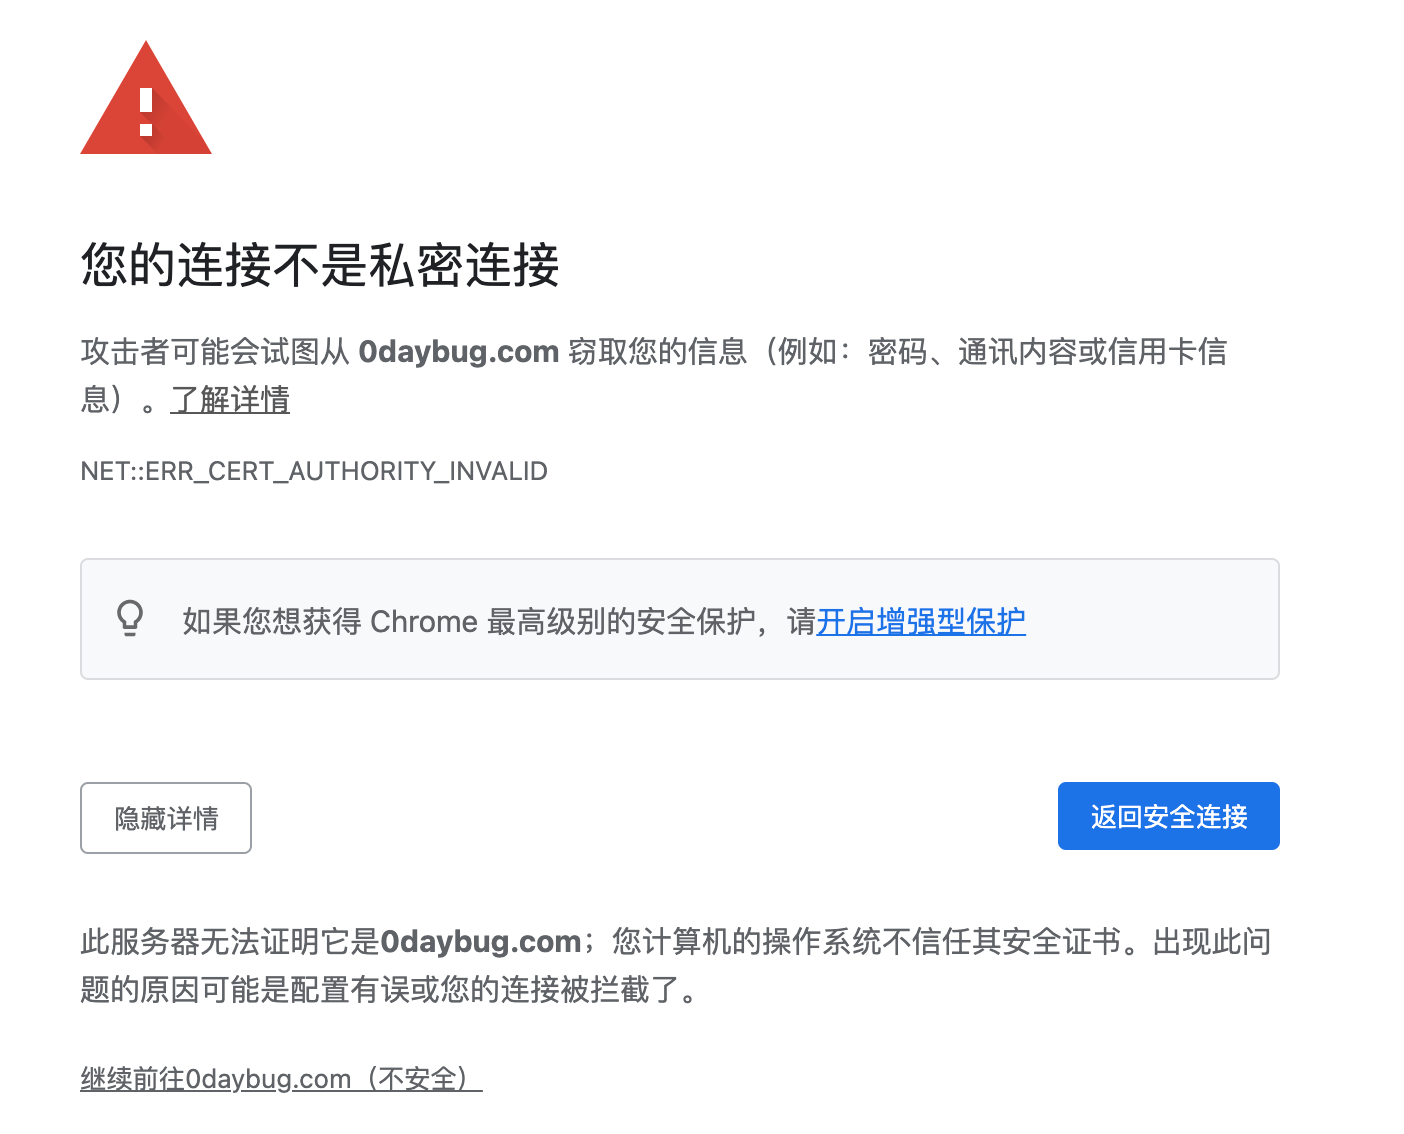 您的连接不是私密连接
攻击者可能会试图从 0daybug.com 窃取您的信息（例如：密码、通讯内容或信用卡信
息）。了解详情
NET::ERR_CERT_AUTHORITY_INVALID
如果您想获得 Chrome 最高级别的安全保护，请开启增强型保护
隐藏详情
返回安全连接
此服务器无法证明它是0daybug.com；您计算机的操作系统不信任其安全证书。出现此问
题的原因可能是配置有误或您的连接被拦截了。
继续前往0daybug.com（不安全）